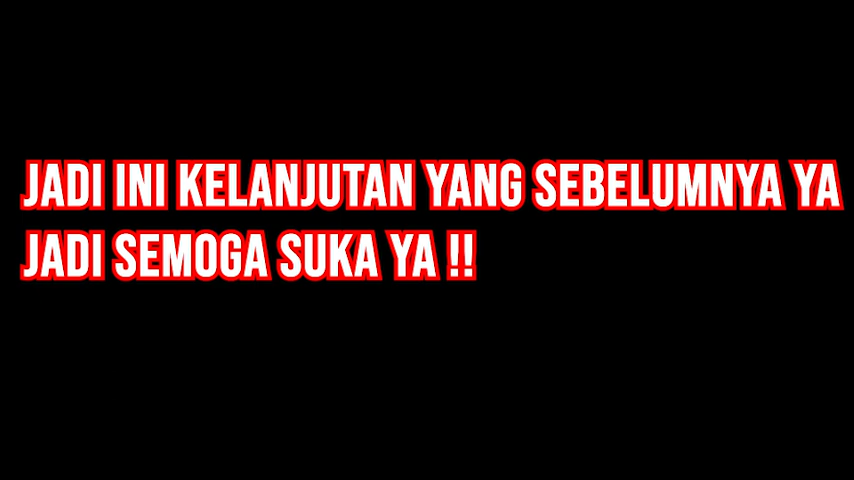 JADI INI KELANJUTAN YANG SEBELUMNYA YA
JADI SEMOGA SUKA YA !!